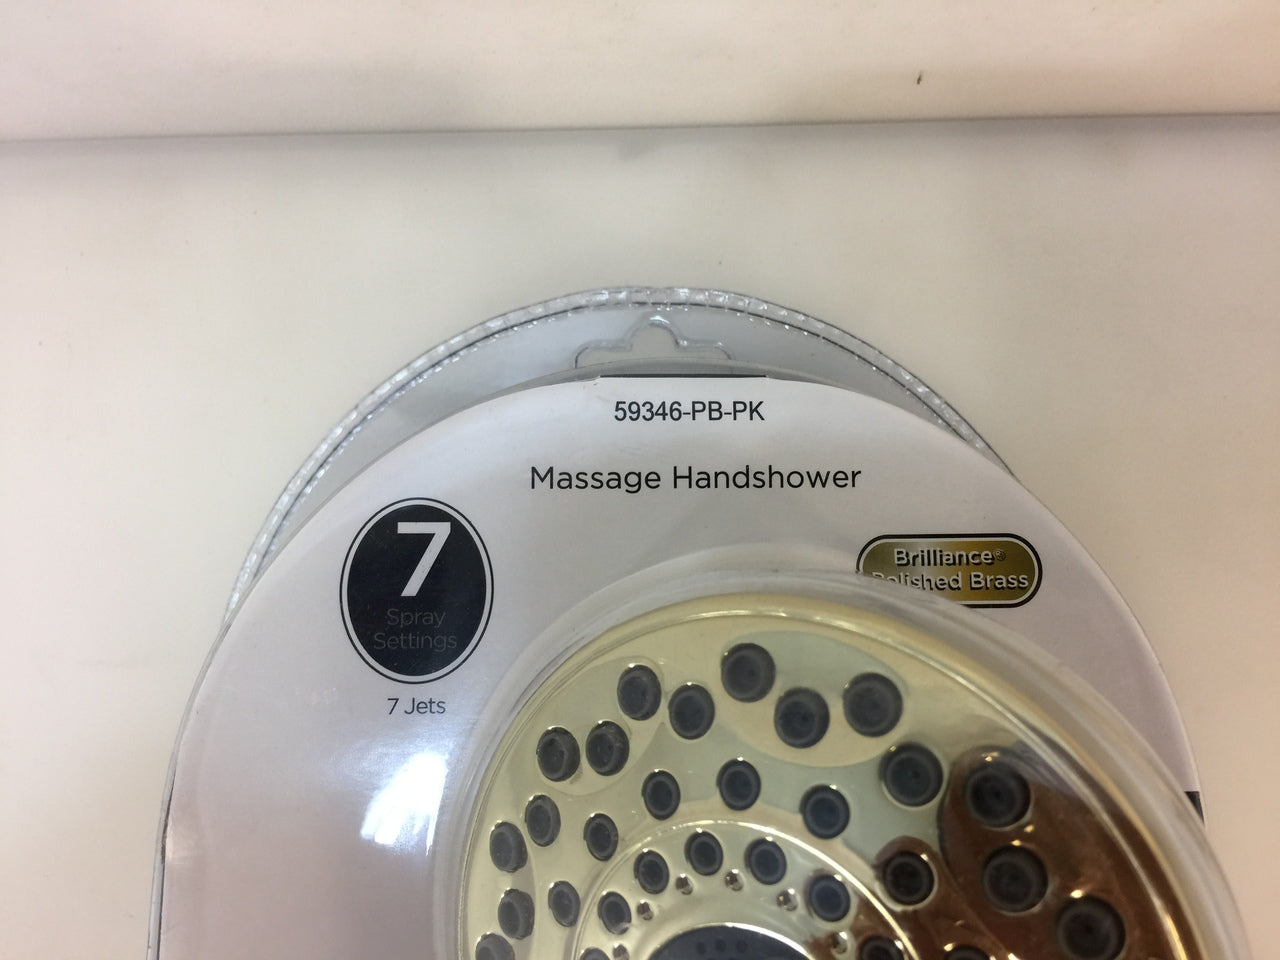 59346-PB-PK
Massage Handshower
7
Spray
Settings
7 Jets
Brilliance®
Polished Brass